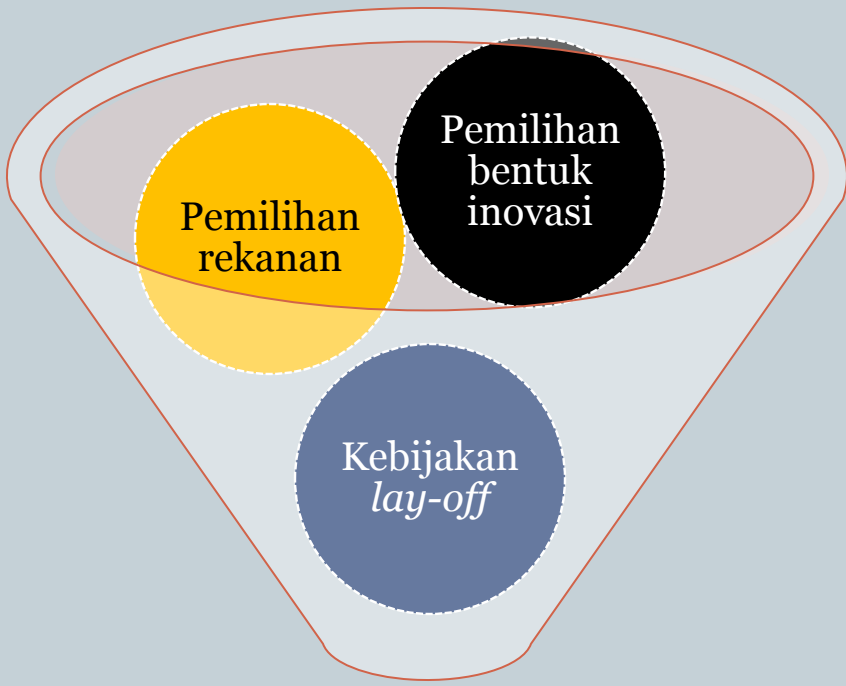 Pemilihan
bentuk
inovasi
Pemilihan
rekanan
Kebijakan
lay-off